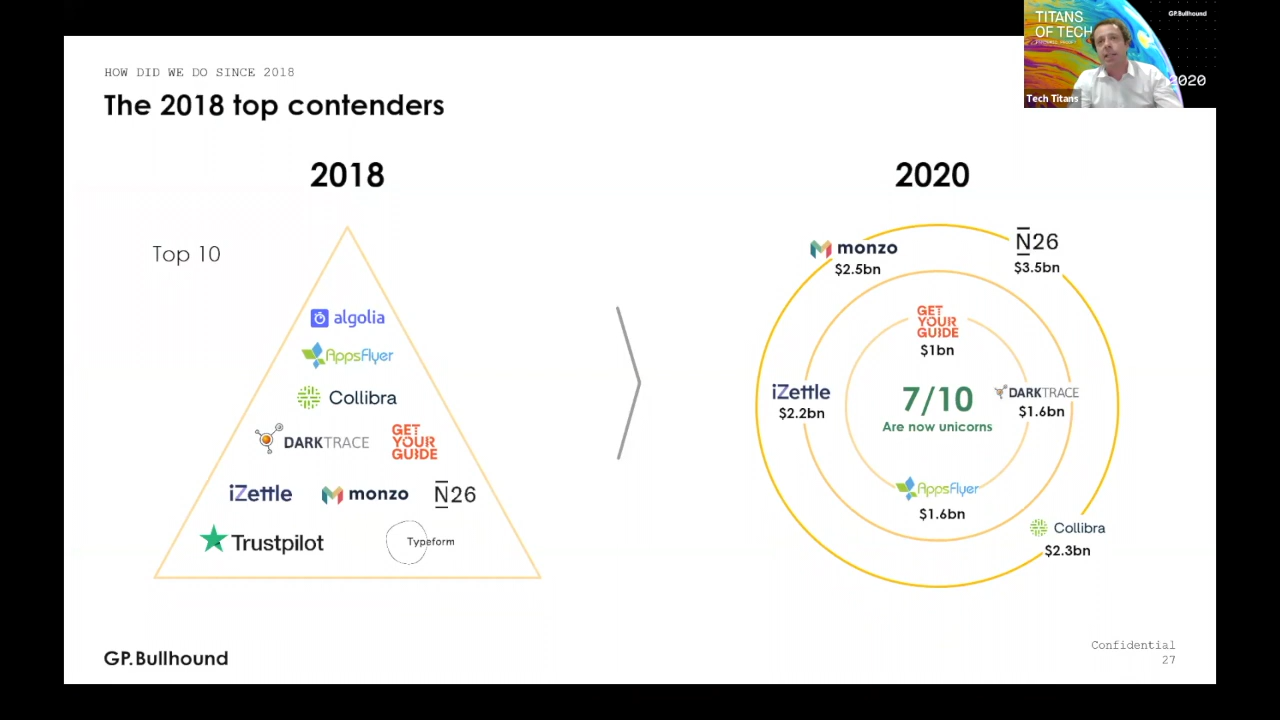 HOW DID WE DO SINCE 2018
The 2018 top contenders
TITANS
OF TECH
GP.Bullhound
2020
Tech Titans
2018
Top 10
algolia
AppsFlyer
Collibra
DARKTRACE
GET
YOUR
GUIDE
iZettle
monzo
N26
Trustpilot
Typeform
2020
monzo
$2.5bn
N26
$3.5bn
GET
YOUR
GUIDE
$1bn
iZettle
$2.2bn
7/10
Are now unicorns
DARKTRACE
$1.6bn
AppsFlyer
$1.6bn
Collibra
$2.3bn
GP.Bullhound
Confidential
27